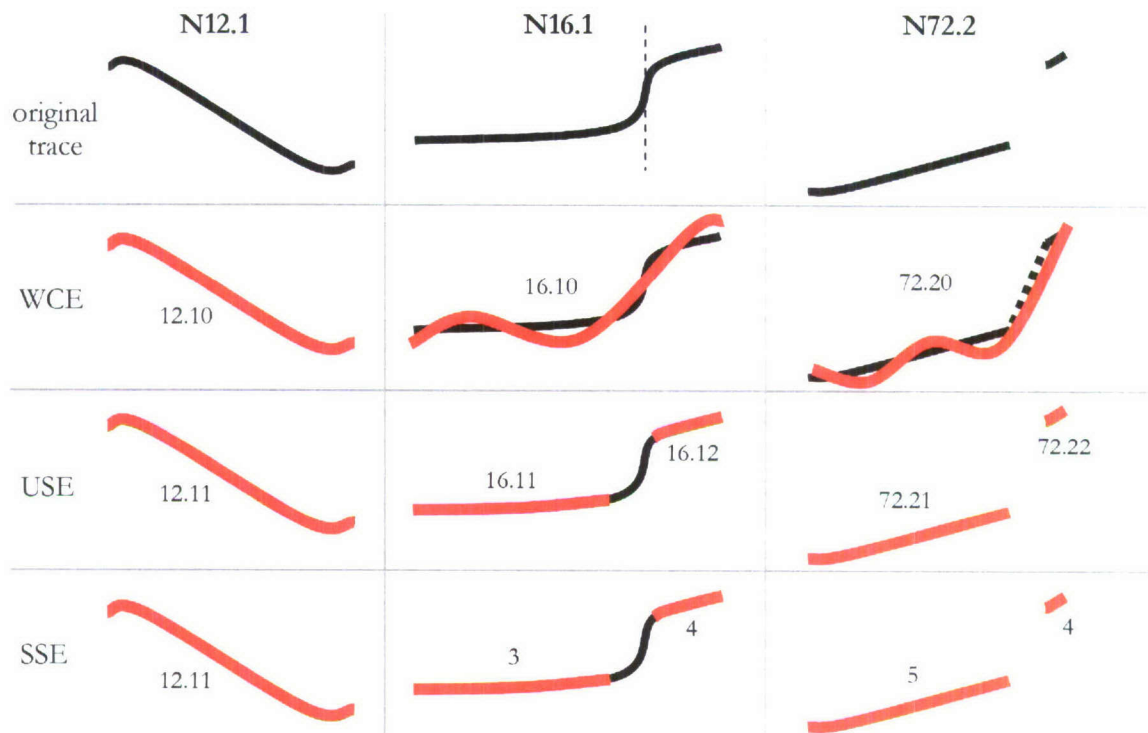 N12.1 N16.1 N72.2
original
trace
WCE 12.10 16.10 72.20
USE 12.11 16.11 16.12 72.21 72.22
SSE 12.11 3 4 5 4